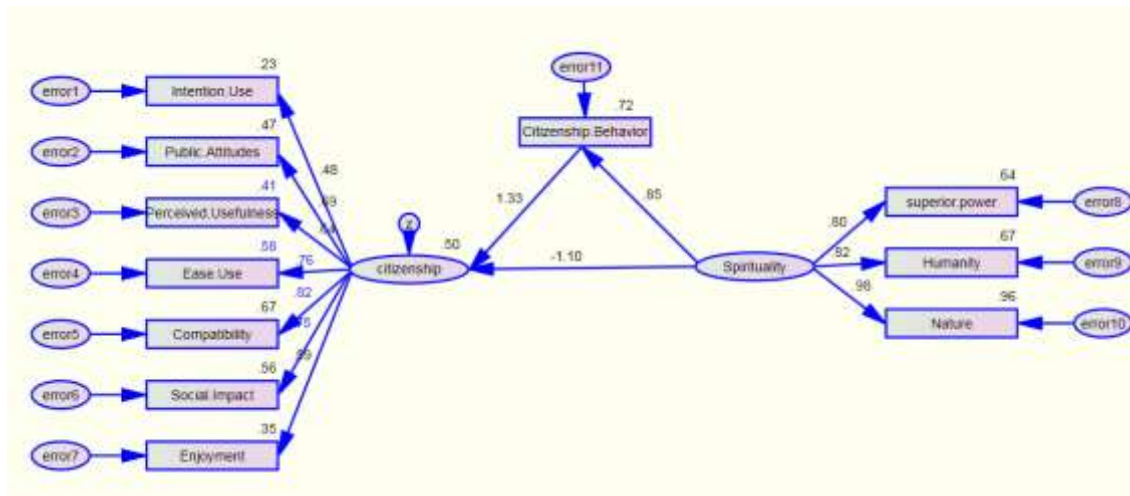 .23
error1
Intention.Use
.47
error2
Public.Attitudes
.41
error3
Perceived.Usefulness
.58
error4
Ease Use
.67
error5
Compatibility
.56
error6
Social.Impact
.35
error7
Enjoyment
.48
.69
.76
.82
citizenship
.50
error11
.72
Citizenship.Behavior
1.33
.85
-1.10
Spirituality
.80
.82
.98
.64
superior.power
error8
.67
Humanity
error9
.96
Nature
error10